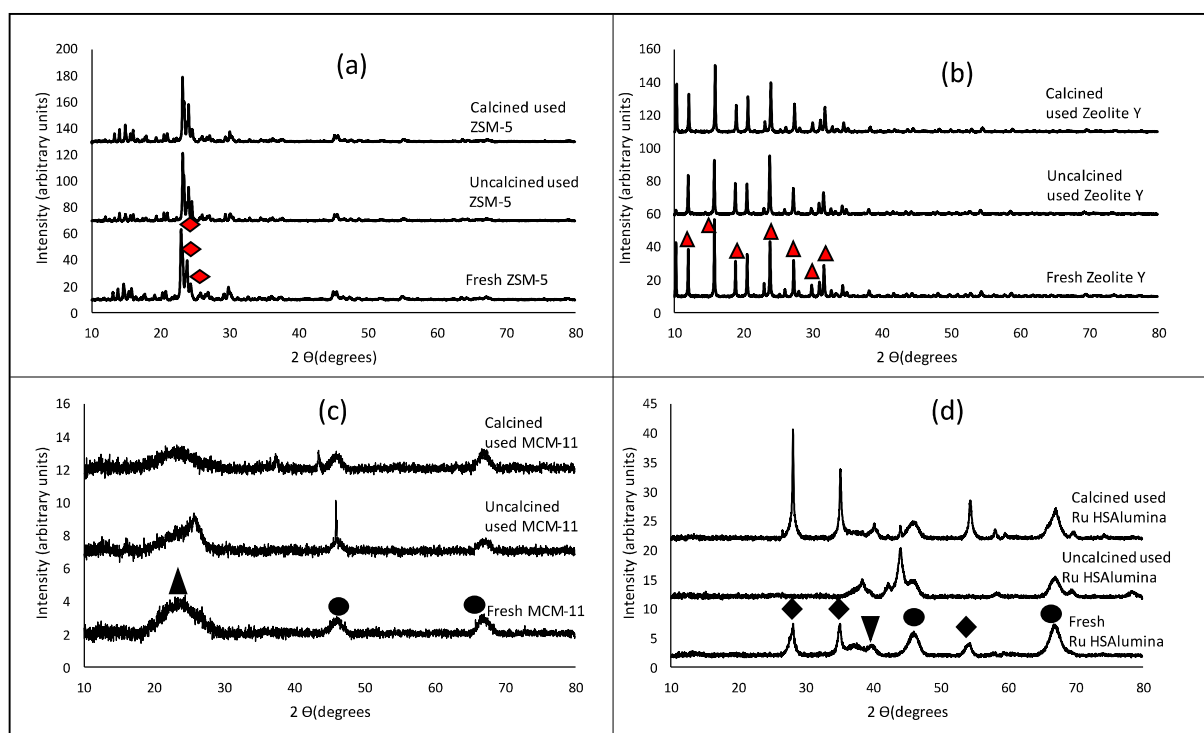 (a)
Intensity (arbitrary units)
200
180
160
140
120
100
80
60
40
20
0
Calcined used
ZSM-5
Uncalcined used
ZSM-5
Fresh ZSM-5
10 20 30 40 50 60 70 80
2 Ɵ(degrees)
(b)
Intensity (arbitrary units)
160
140
120
100
80
60
40
20
0
Calcined
used Zeolite Y
Uncalcined
used Zeolite Y
Fresh Zeolite Y
10 20 30 40 50 60 70 80
2 Ɵ(degrees
(c)
Intensity (arbitrary units)
16
14
12
10
8
6
4
2
0
Calcined
used MCM-11
Uncalcined
used MCM-11
Fresh MCM-11
10 20 30 40 50 60 70 80
2 Ɵ(degrees
(d)
Intensity (arbitrary units)
45
40
35
30
25
20
15
10
5
0
Calcined used
Ru HSAlumina
Uncalcined used
Ru HSAlumina
Fresh
Ru HSAlumina
10 20 30 40 50 60 70 80
2 Ɵ(degrees